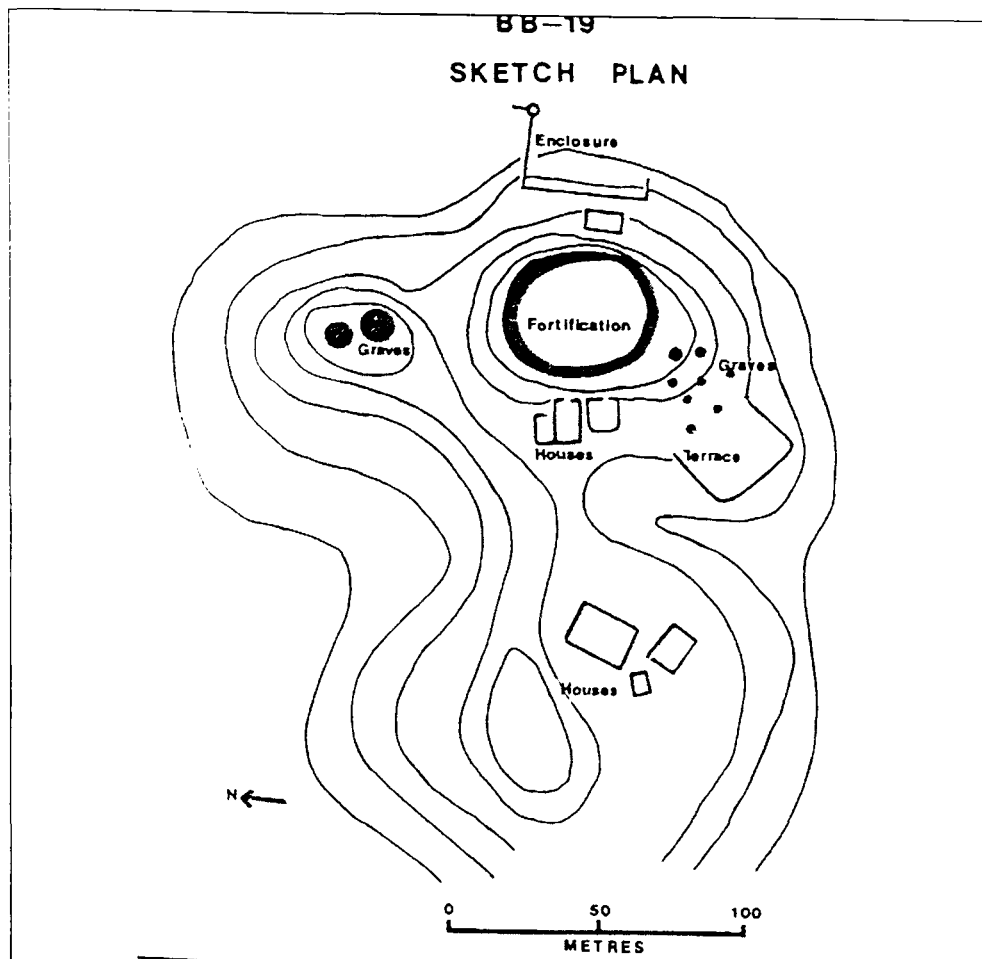 BB-19
SKETCH PLAN
Enclosure
Fortification
Graves
Graves
Houses
Terrace
Houses
N
0 50 100
METRES